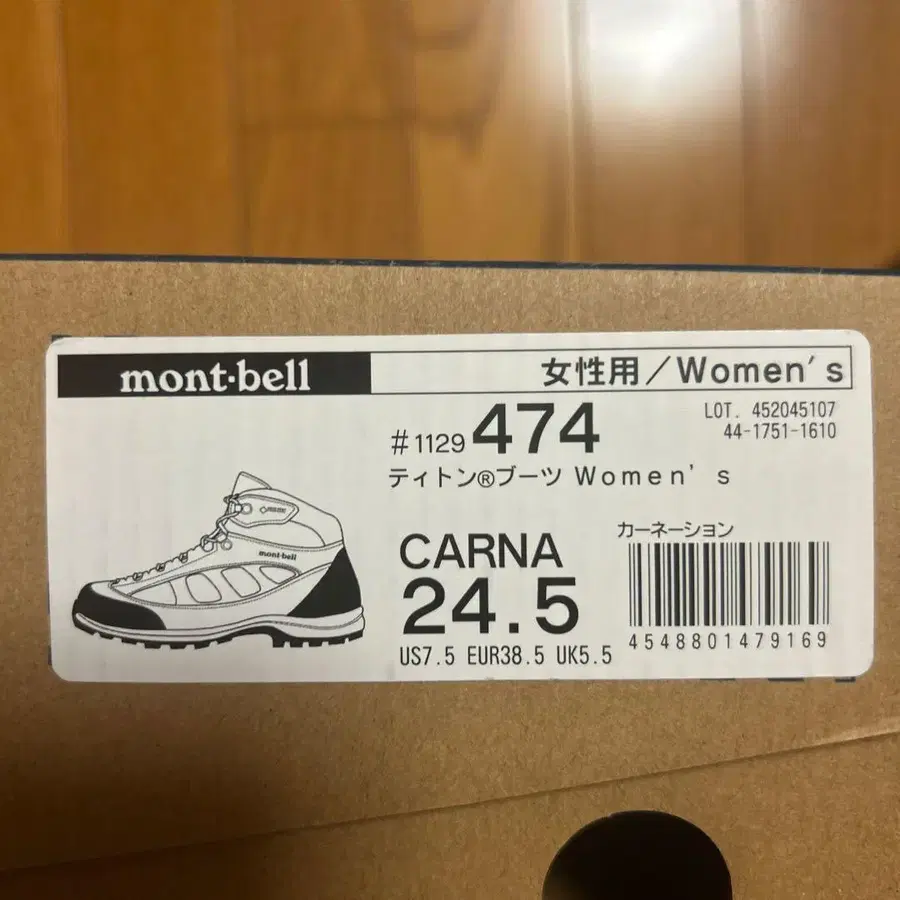 mont-bell
女性用／Women's
#1129 474
LOT. 452045107
44-1751-1610
ティトン®ブーツ Women's
mont-bell
CARNA
カーネーション
24.5
US7.5 EUR38.5 UK5.5
4548801479169